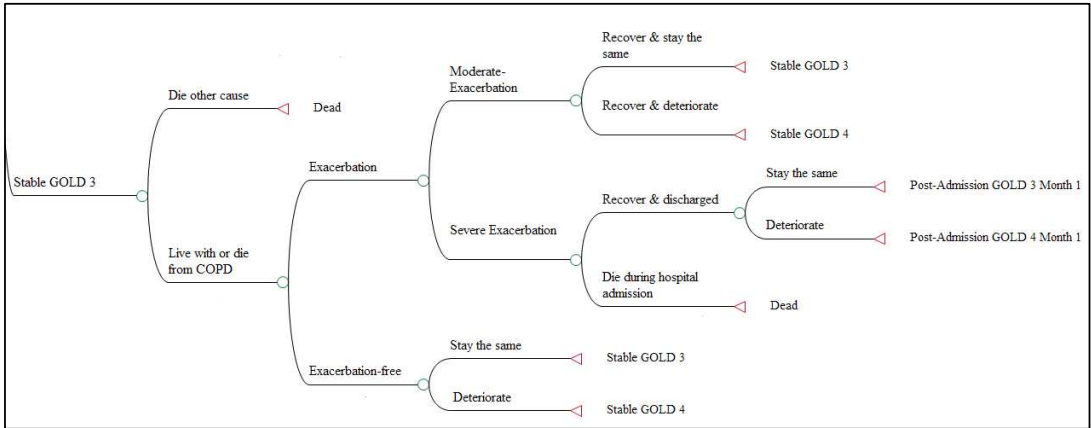 Stable GOLD 3
Die other cause
Dead
Live with or die
from COPD
Exacerbation
Moderate-
Exacerbation
Recover & stay the
same
Stable GOLD 3
Recover & deteriorate
Stable GOLD 4
Severe Exacerbation
Recover & discharged
Stay the same
Post-Admission GOLD 3 Month 1
Deteriorate
Post-Admission GOLD 4 Month 1
Die during hospital
admission
Dead
Exacerbation-free
Stay the same
Stable GOLD 3
Deteriorate
Stable GOLD 4